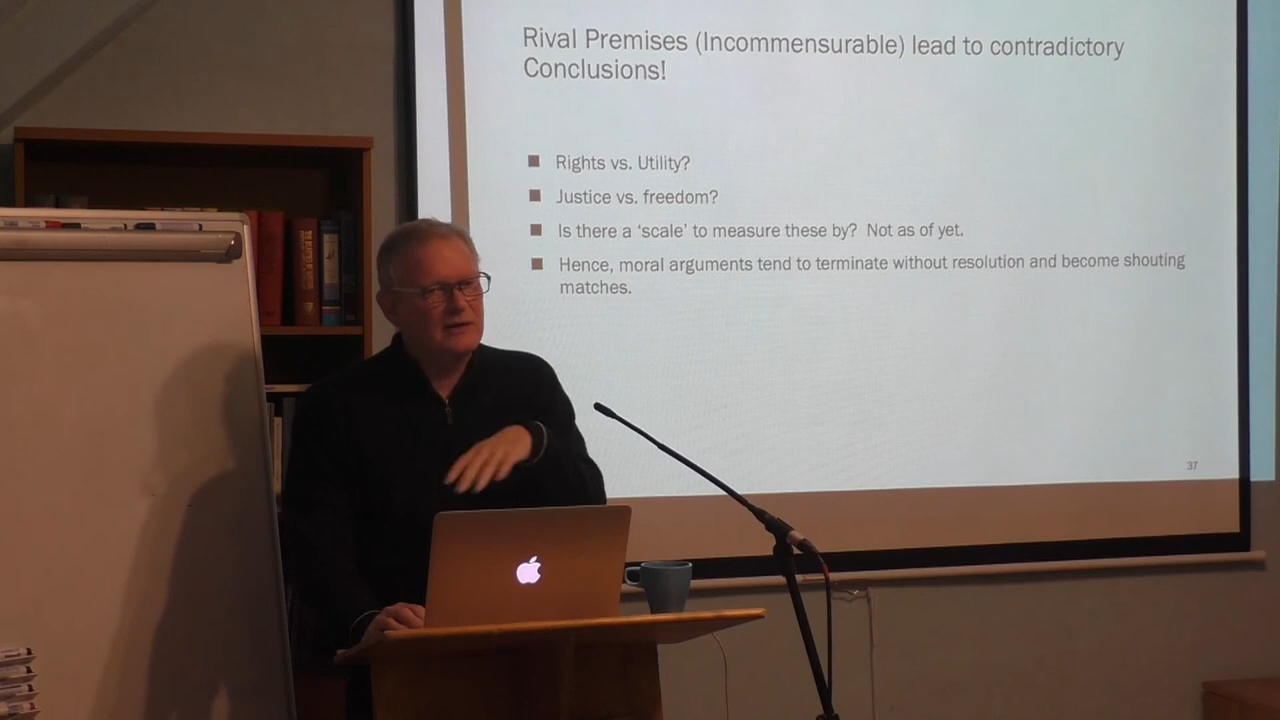 Rival Premises (Incommensurable) lead to contradictory
Conclusions!
Rights vs. Utility?
Justice vs. freedom?
Is there a 'scale' to measure these by? Not as of yet.
Hence, moral arguments tend to terminate without resolution and become shouting
matches.
37